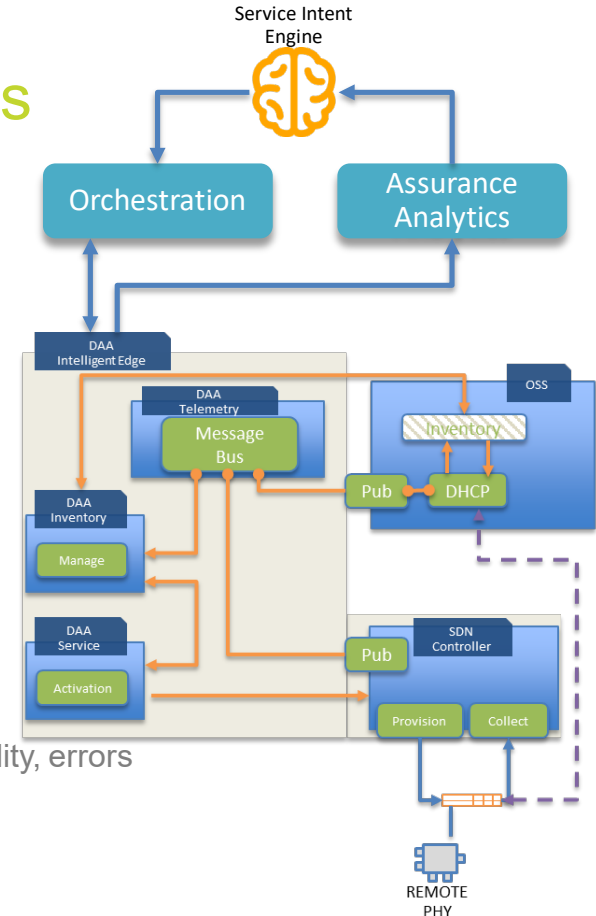 Service Intent
Engine
s
Orchestration
Assurance
Analytics
DAA
Intelligent Edge
OSS
DAA
Telemetry
Message
Bus
Inventory
Pub
DHCP
DAA
Inventory
Manage
DAA
Service
Activation
SDN
Controller
Pub
Provision
Collect
lity, errors
REMOTE
PHY